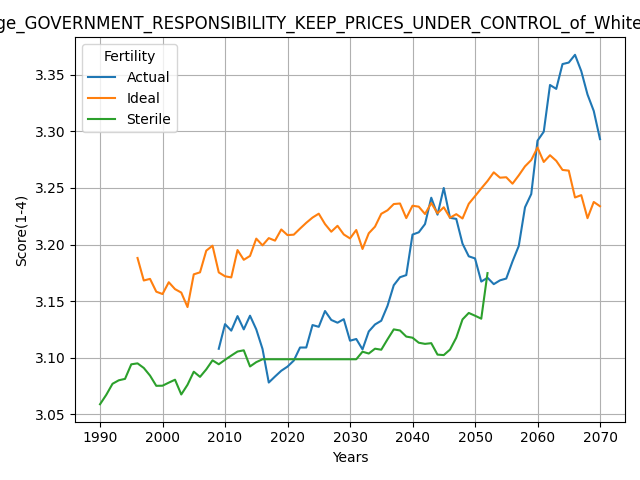 ge_GOVERNMENT_RESPONSIBILITY_KEEP_PRICES_UNDER_CONTROL_of_White
Fertility
Actual
Ideal
Sterile
Score(1-4)
3.35
3.30
3.25
3.20
3.15
3.10
3.05
1990 2000 2010 2020 2030 2040 2050 2060 2070
Years